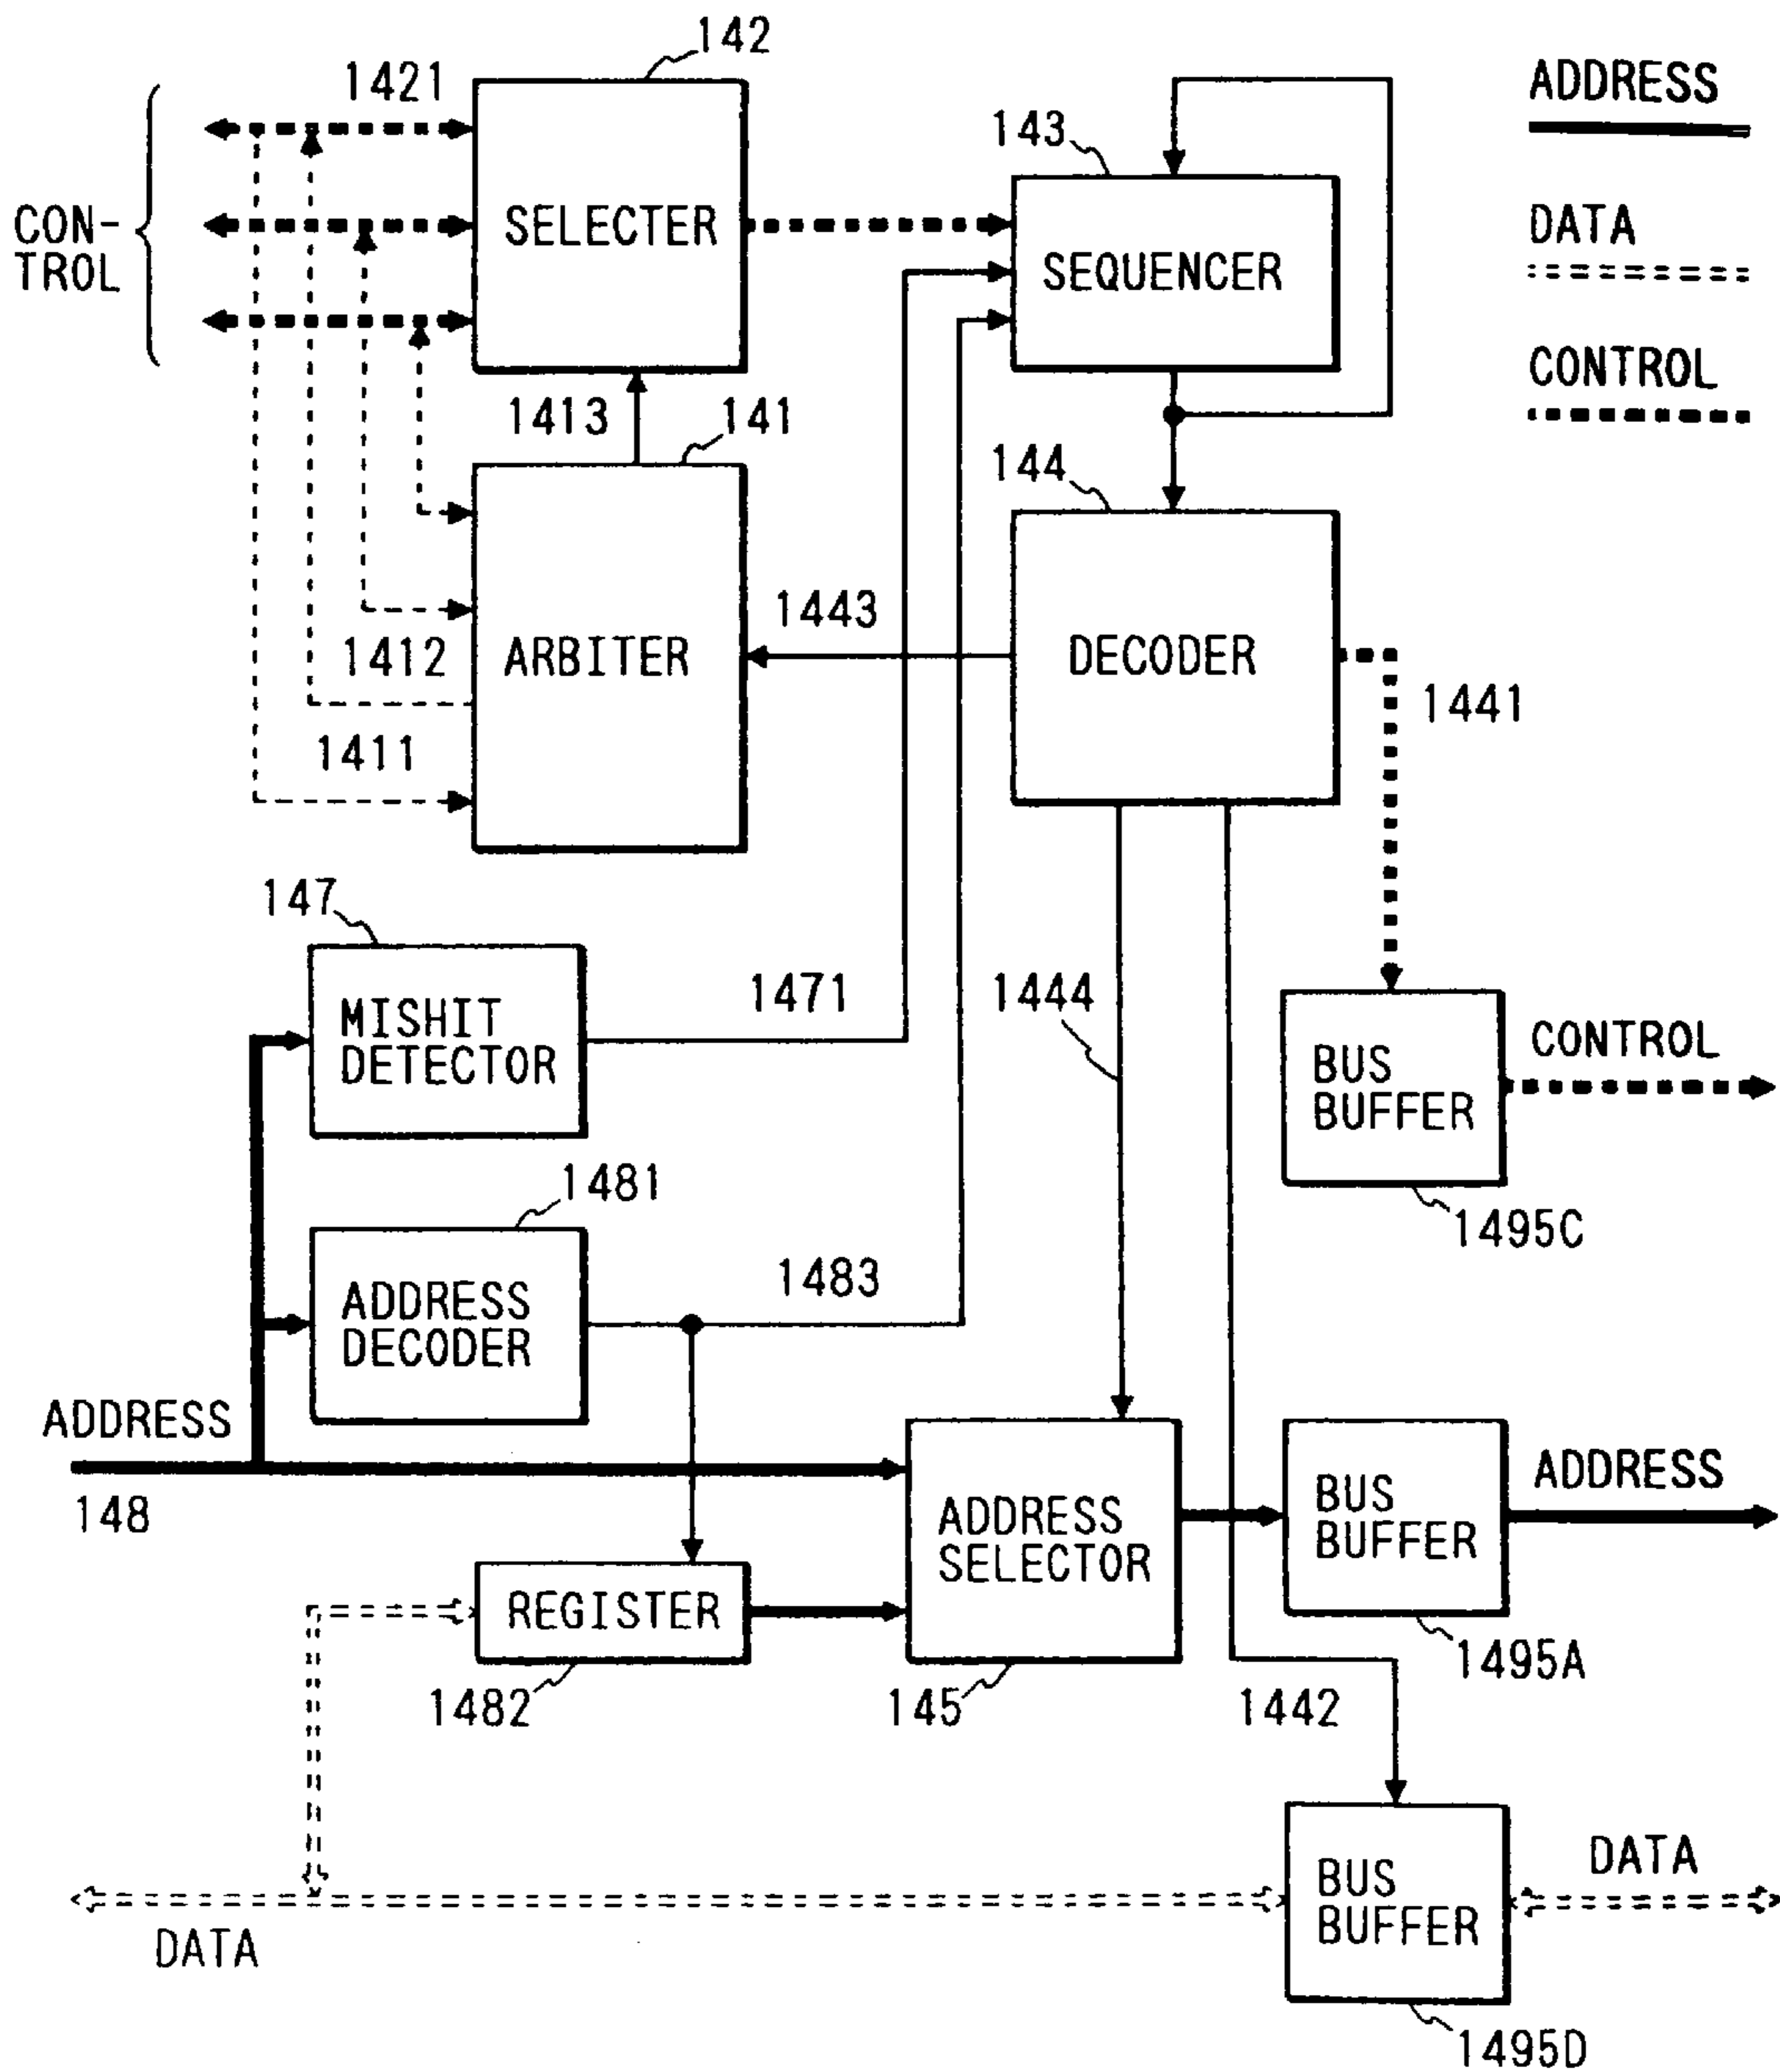 142
1421
ADDRESS
143
CON-
TROL
SELECTER
SEQUENCER
DATA
CONTROL
1413
141
144
1443
1412
ARBITER
DECODER
1441
1411
147
MISHIT
DETECTOR
1471
1444
BUS
BUFFER
CONTROL
1481
1495C
ADDRESS
DECODER
1483
ADDRESS
148
ADDRESS
SELECTOR
BUS
BUFFER
ADDRESS
REGISTER
1482
145
1442
1495A
BUS
BUFFER
DATA
DATA
1495D